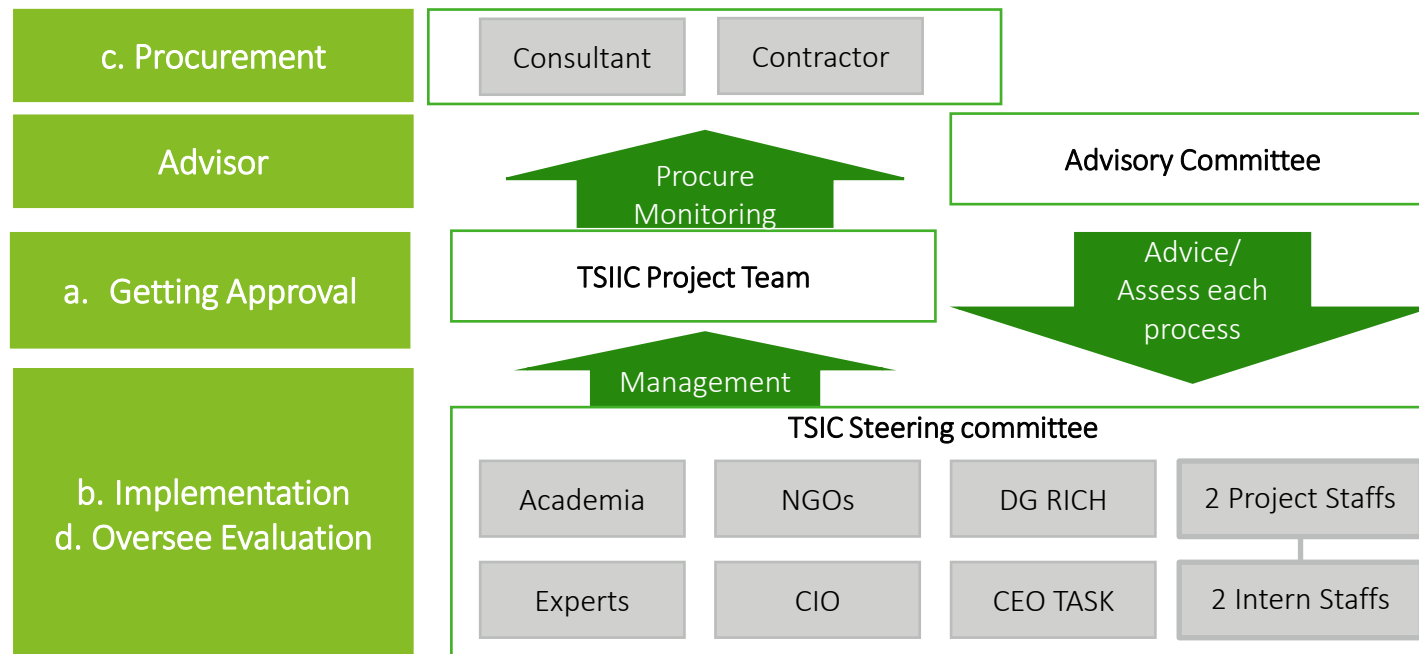 c. Procurement
Consultant
Contractor
Advisor
Procure
Monitoring
Advisory Committee
a. Getting Approval
TSIIC Project Team
Advice/
Assess each
process
Management
b. Implementation
d. Oversee Evaluation
TSIC Steering committee
Academia
NGOs
DG RICH
2 Project Staffs
Experts
CIO
CEO TASK
2 Intern Staffs